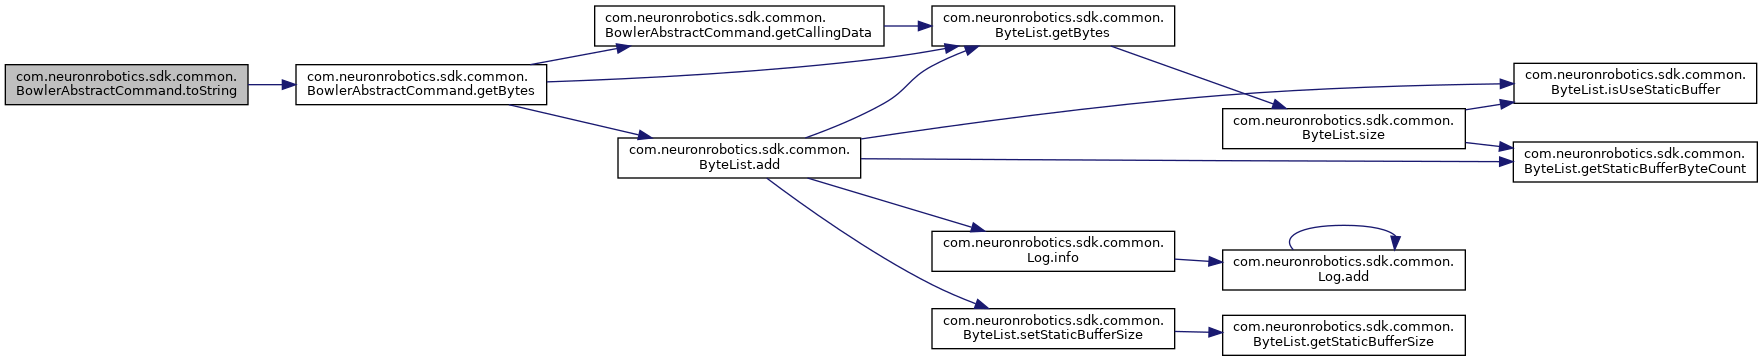 com.neuronrobotics.sdk.common.
BowlerAbstractCommand.toString
com.neuronrobotics.sdk.common.
BowlerAbstractCommand.getBytes
com.neuronrobotics.sdk.common.
BowlerAbstractCommand.getCallingData
com.neuronrobotics.sdk.common.
ByteList.getBytes
com.neuronrobotics.sdk.common.
ByteList.add
com.neuronrobotics.sdk.common.
ByteList.size
com.neuronrobotics.sdk.common.
ByteList.isUseStaticBuffer
com.neuronrobotics.sdk.common.
ByteList.getStaticBufferByteCount
com.neuronrobotics.sdk.common.
Log.info
com.neuronrobotics.sdk.common.
Log.add
com.neuronrobotics.sdk.common.
ByteList.setStaticBufferSize
com.neuronrobotics.sdk.common.
ByteList.getStaticBufferSize